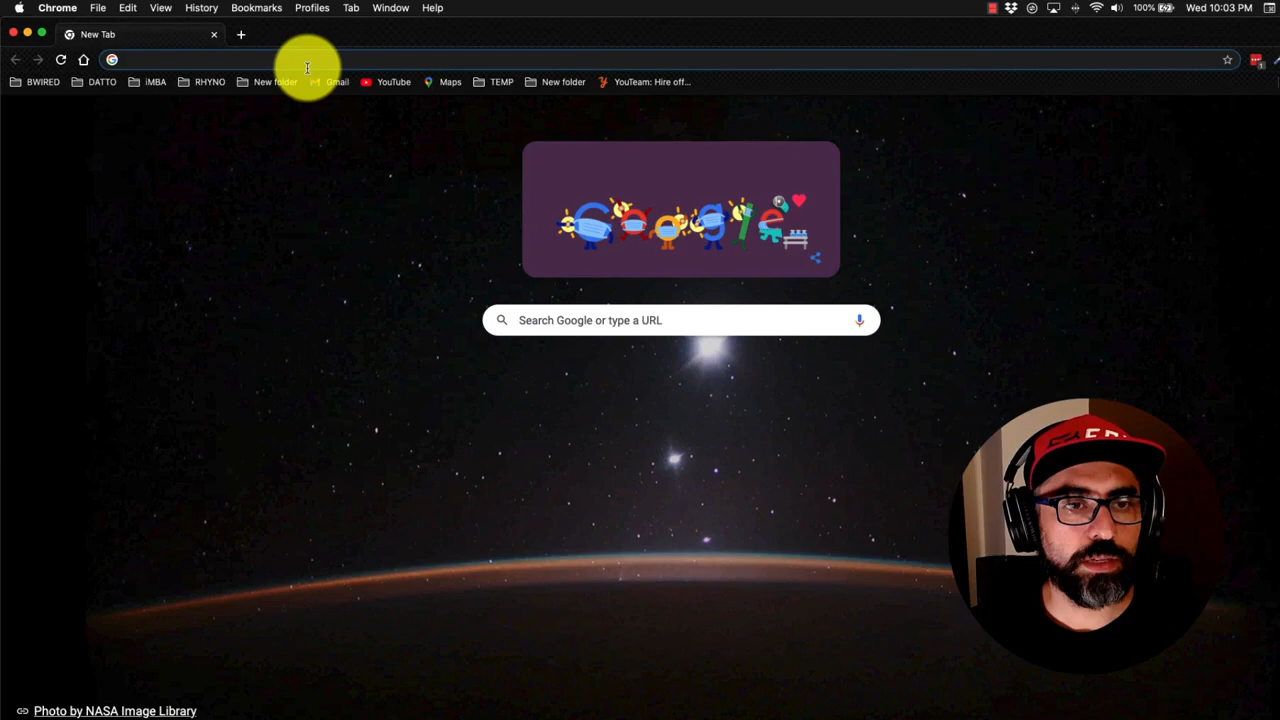 Chrome File Edit View History Bookmarks Profiles Tab Window Help 100% Wed 10:03 PM
New Tab
BWIRED DATTO iMBA RHYNO New folder Gmail YouTube Maps TEMP New folder YouTeam: Hire off...
Google
Search Google or type a URL
Photo by NASA Image Library